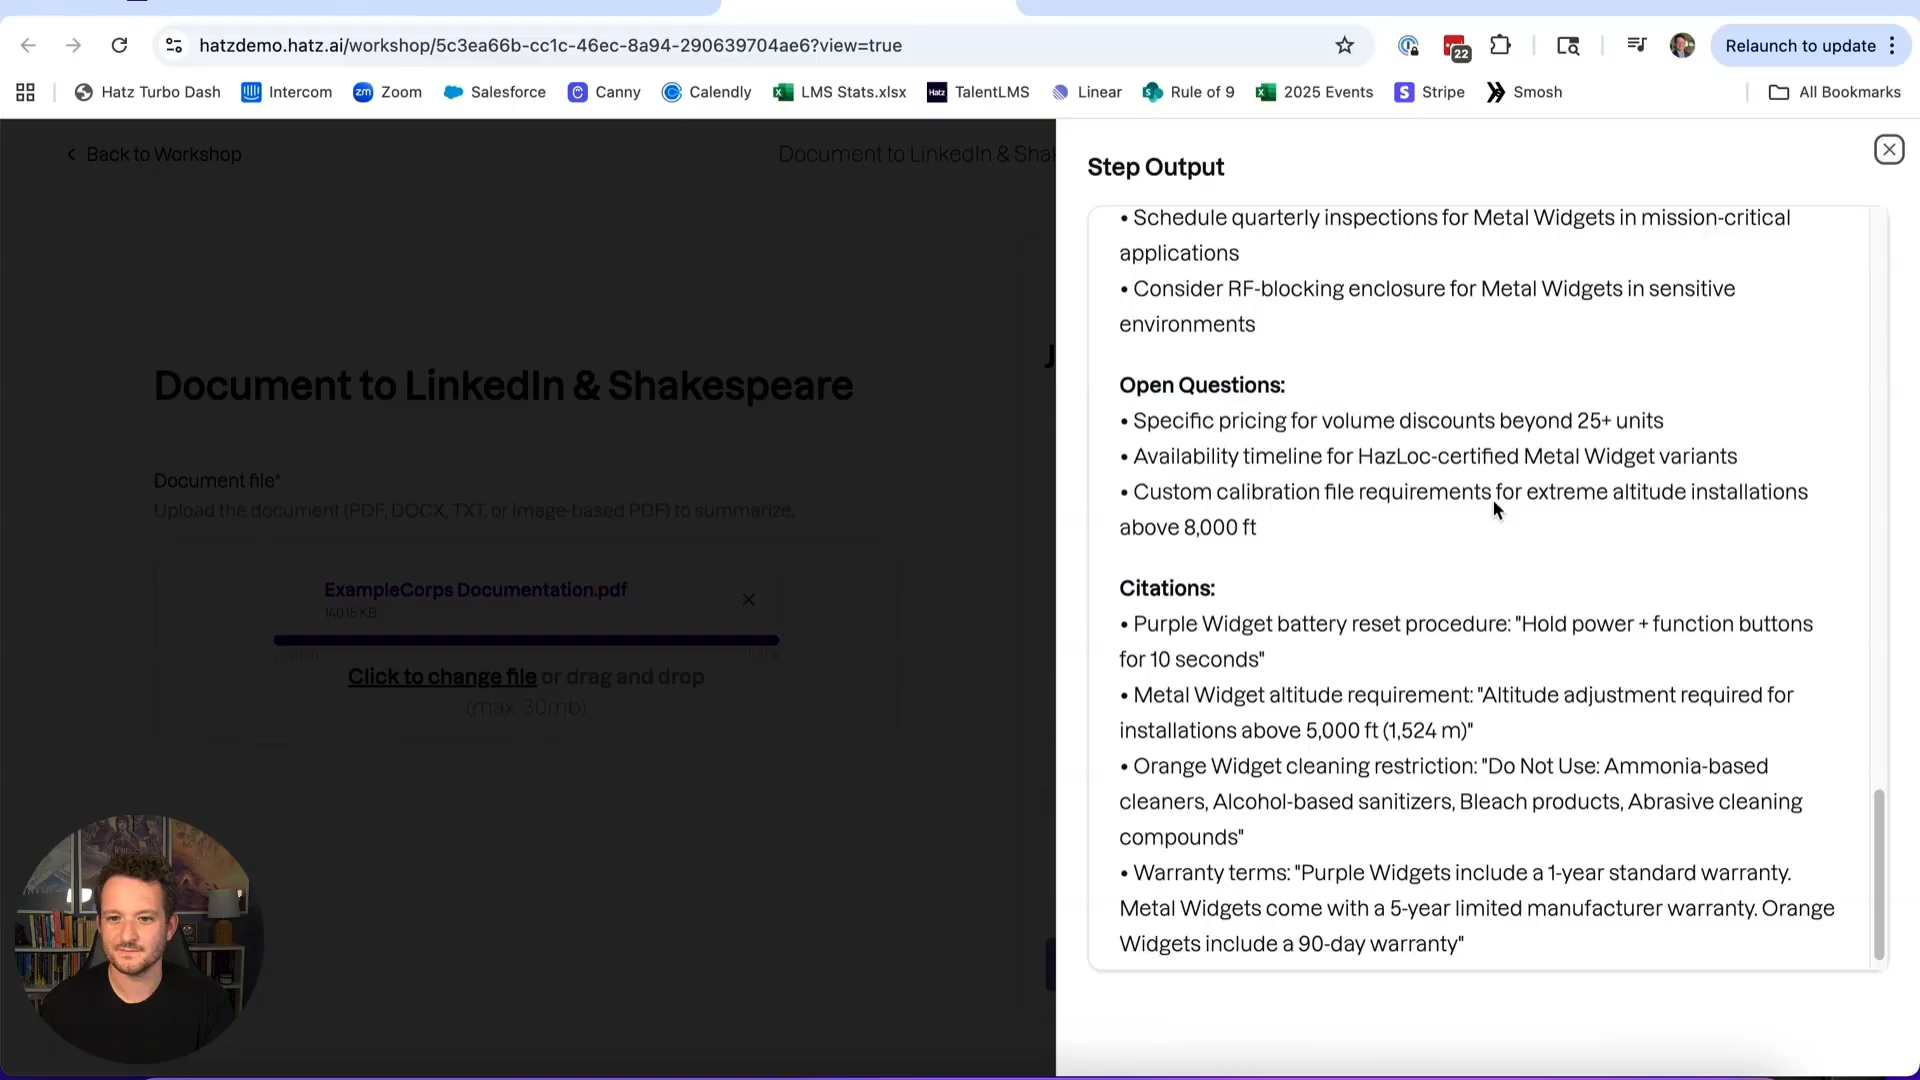 hatzdemo.hatz.ai/workshop/5c3ea66b-cc1c-46ec-8a94-290639704ae6?view=true
22
Relaunch to update
Hatz Turbo Dash
Intercom
zm Zoom
Salesforce
Canny
Calendly
LMS Stats.xlsx
Hatz TalentLMS
Linear
Rule of 9
2025 Events
S Stripe
Smosh
All Bookmarks
Back to Workshop
Document to LinkedIn & Sha
Document to LinkedIn & Shakespeare
Document file*
Upload the document (PDF, DOCX, TXT, or image-based PDF) to summarize.
ExampleCorps Documentation.pdf
140.15 KB
100%
Click to change file or drag and drop
(max 30mb)
Step Output
• Schedule quarterly inspections for Metal Widgets in mission-critical
applications
• Consider RF-blocking enclosure for Metal Widgets in sensitive
environments
Open Questions:
• Specific pricing for volume discounts beyond 25+ units
• Availability timeline for HazLoc-certified Metal Widget variants
• Custom calibration file requirements for extreme altitude installations
above 8,000 ft
Citations:
• Purple Widget battery reset procedure: "Hold power + function buttons
for 10 seconds"
• Metal Widget altitude requirement: "Altitude adjustment required for
installations above 5,000 ft (1,524 m)"
• Orange Widget cleaning restriction: "Do Not Use: Ammonia-based
cleaners, Alcohol-based sanitizers, Bleach products, Abrasive cleaning
compounds"
• Warranty terms: "Purple Widgets include a 1-year standard warranty.
Metal Widgets come with a 5-year limited manufacturer warranty. Orange
Widgets include a 90-day warranty"